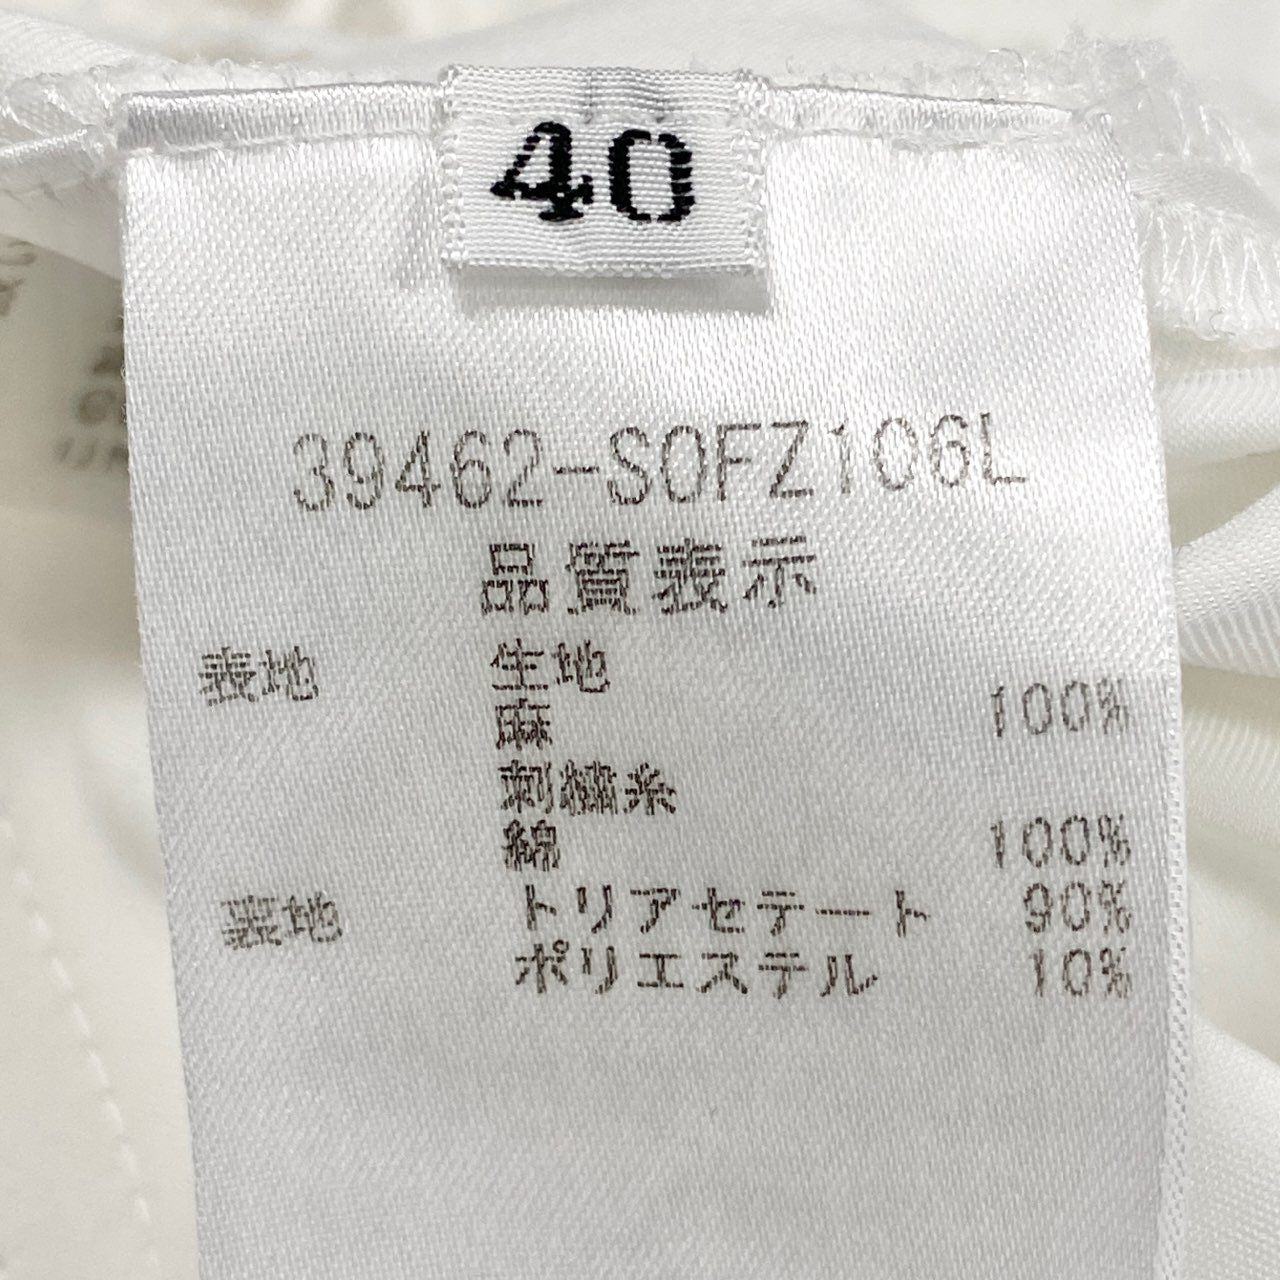 40
39462-S0FZ106L
品質表示
表地 生地
麻 100%
刺繍糸
綿 100%
裏地 トリアセテート 90%
ポリエステル 10%